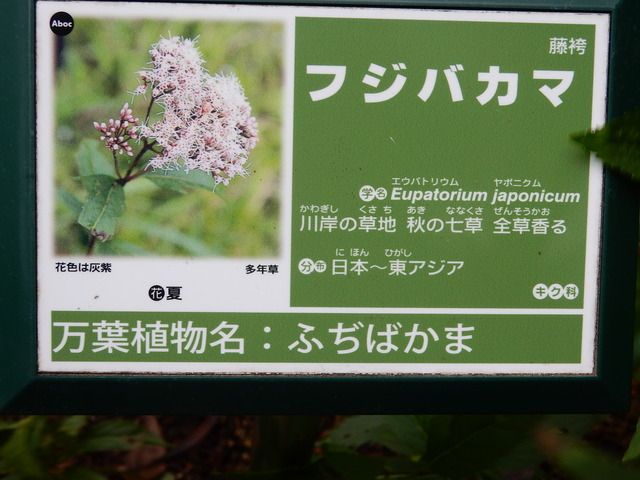 Aboc
藤袴
フジバカマ
エウパトリウム ヤポニクム
学名 Eupatorium japonicum
かわぎし くさち あき ななくさ ぜんそうかお
川岸の草地 秋の七草 全草香る
にほん ひがし
分布 日本～東アジア
キク科
花色は灰紫 多年草
花 夏
万葉植物名：ふぢばかま